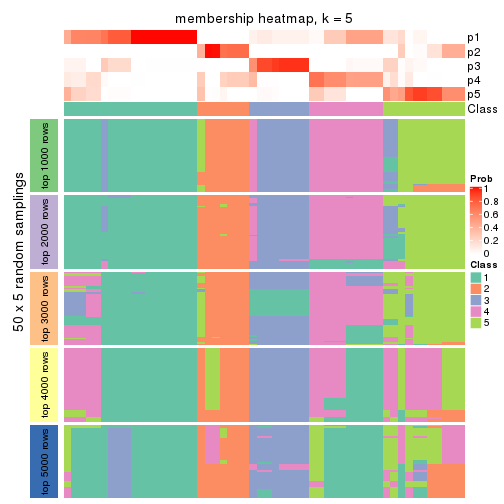 membership heatmap, k = 5
p1
p2
p3
p4
p5
Class
50 x 5 random samplings
top 1000 rows
top 2000 rows
top 3000 rows
top 4000 rows
top 5000 rows
Prob
1
0.8
0.6
0.4
0.2
0
Class
1
2
3
4
5